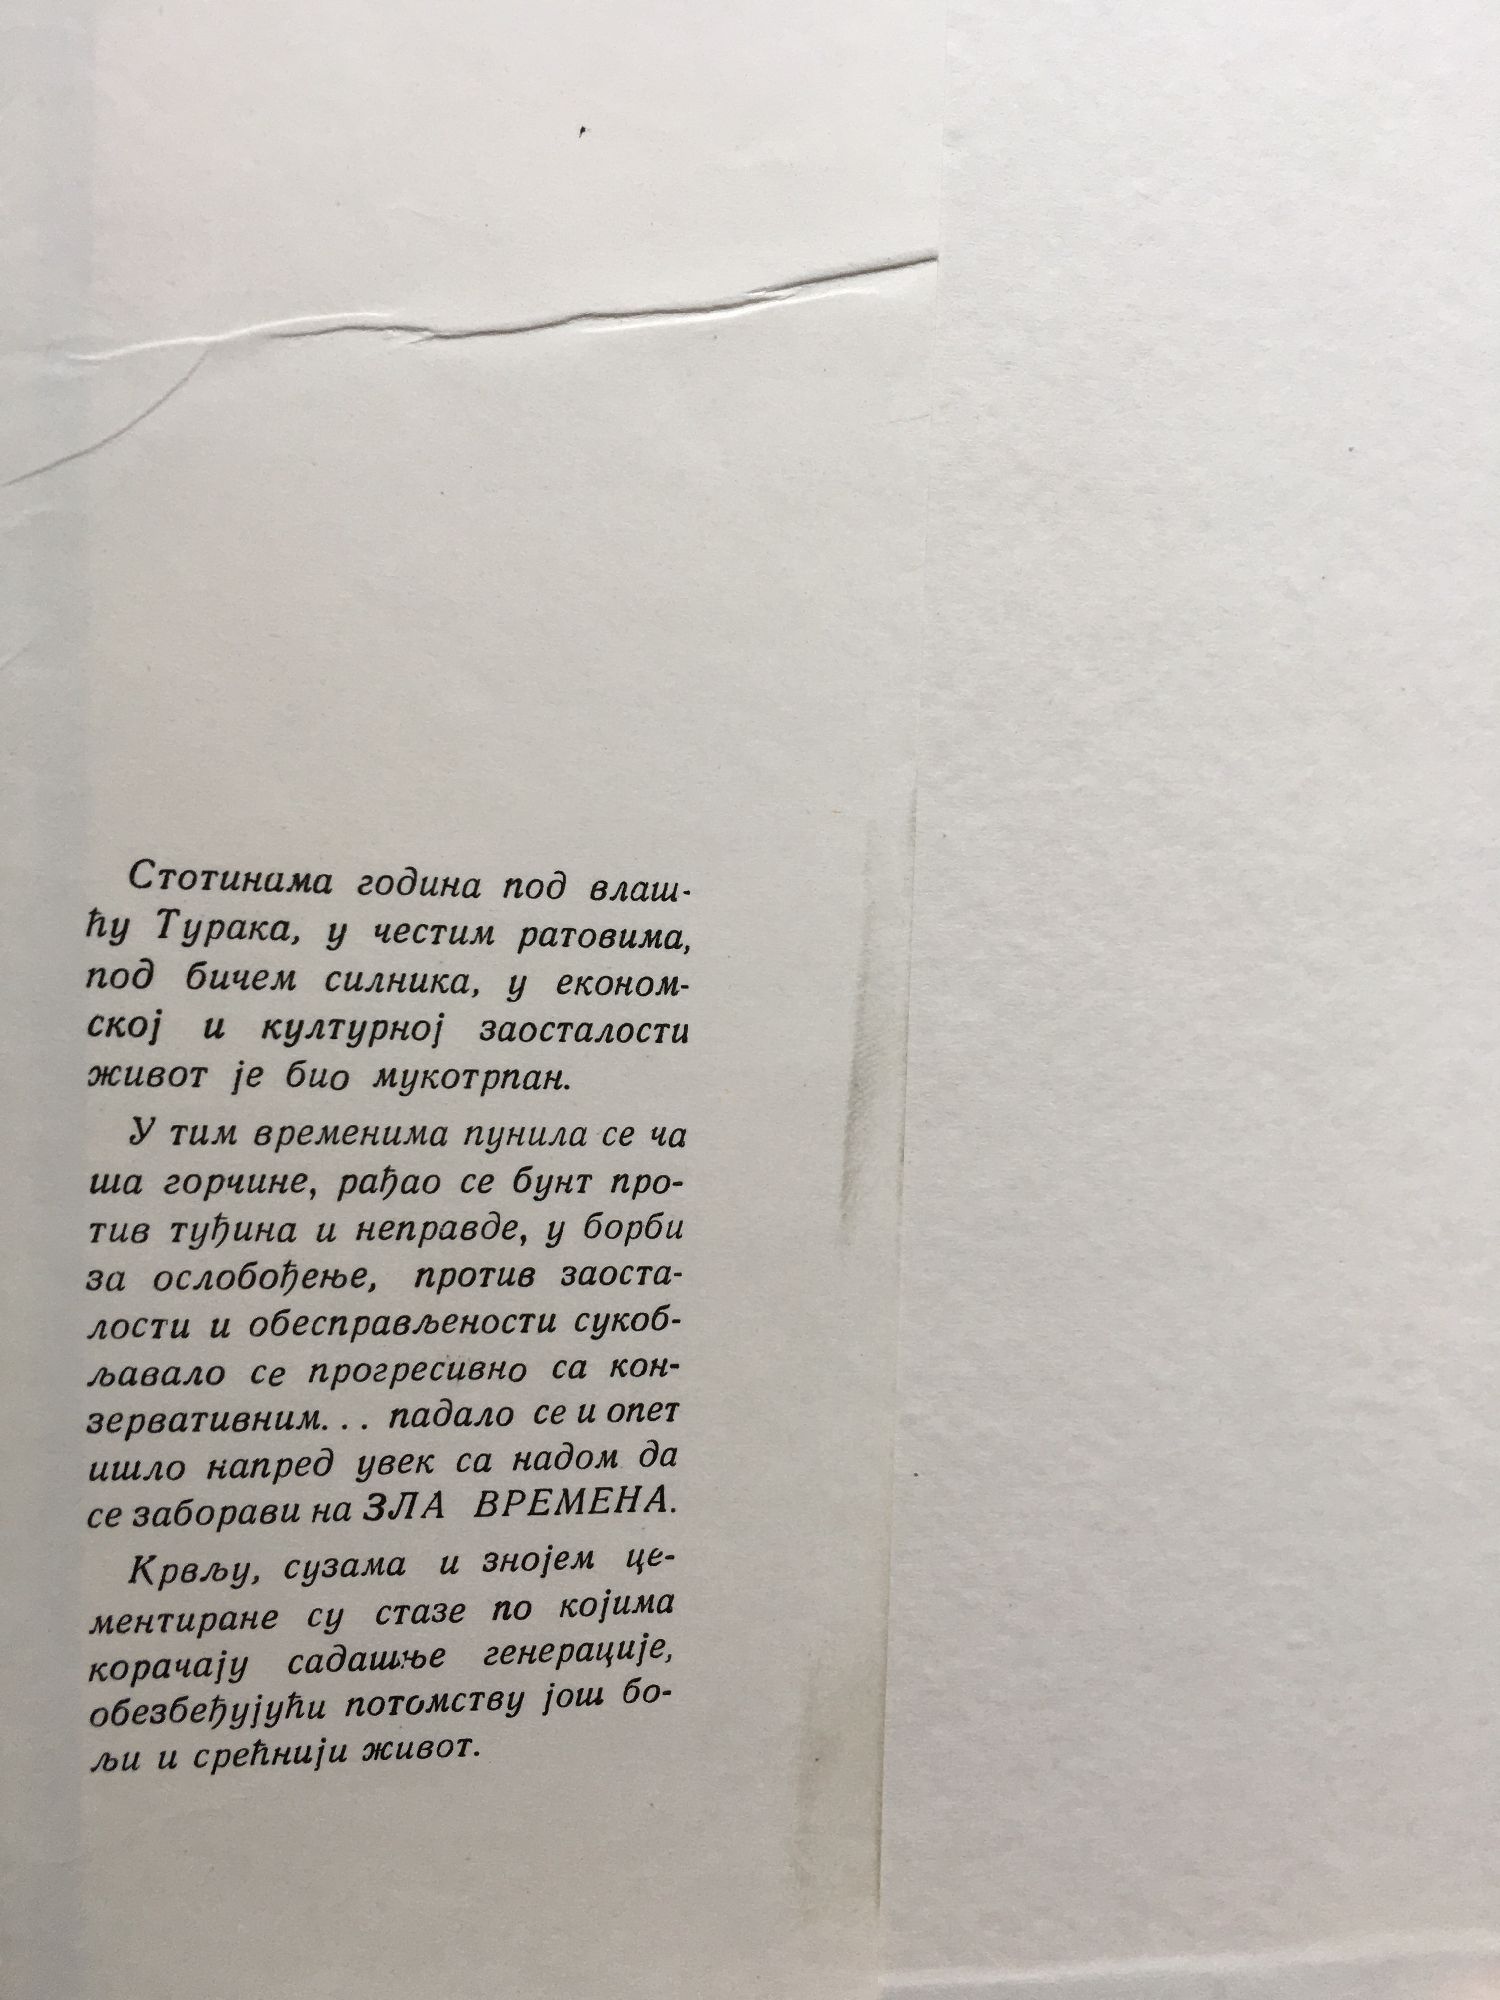 Стотинама година под влаш-
ћу Турака, у честим ратовима,
под бичем силника, у економ-
ској и културној заосталости
живот је био мукотрпан.
У тим временима пунила се ча
ша горчине, рађао се бунт про-
тив туђина и неправде, у борби
за ослобођење, против заоста-
лости и обесправљености сукоб-
љавало се прогресивно са кон-
зервативним... падало се и опет
ишло напред увек са надом да
се заборави на ЗЛА ВРЕМЕНА.
Крвљу, сузама и знојем це-
ментиране су стазе по којима
корачају садашње генерације,
обезбеђујући потомству још бо-
љи и срећнији живот.